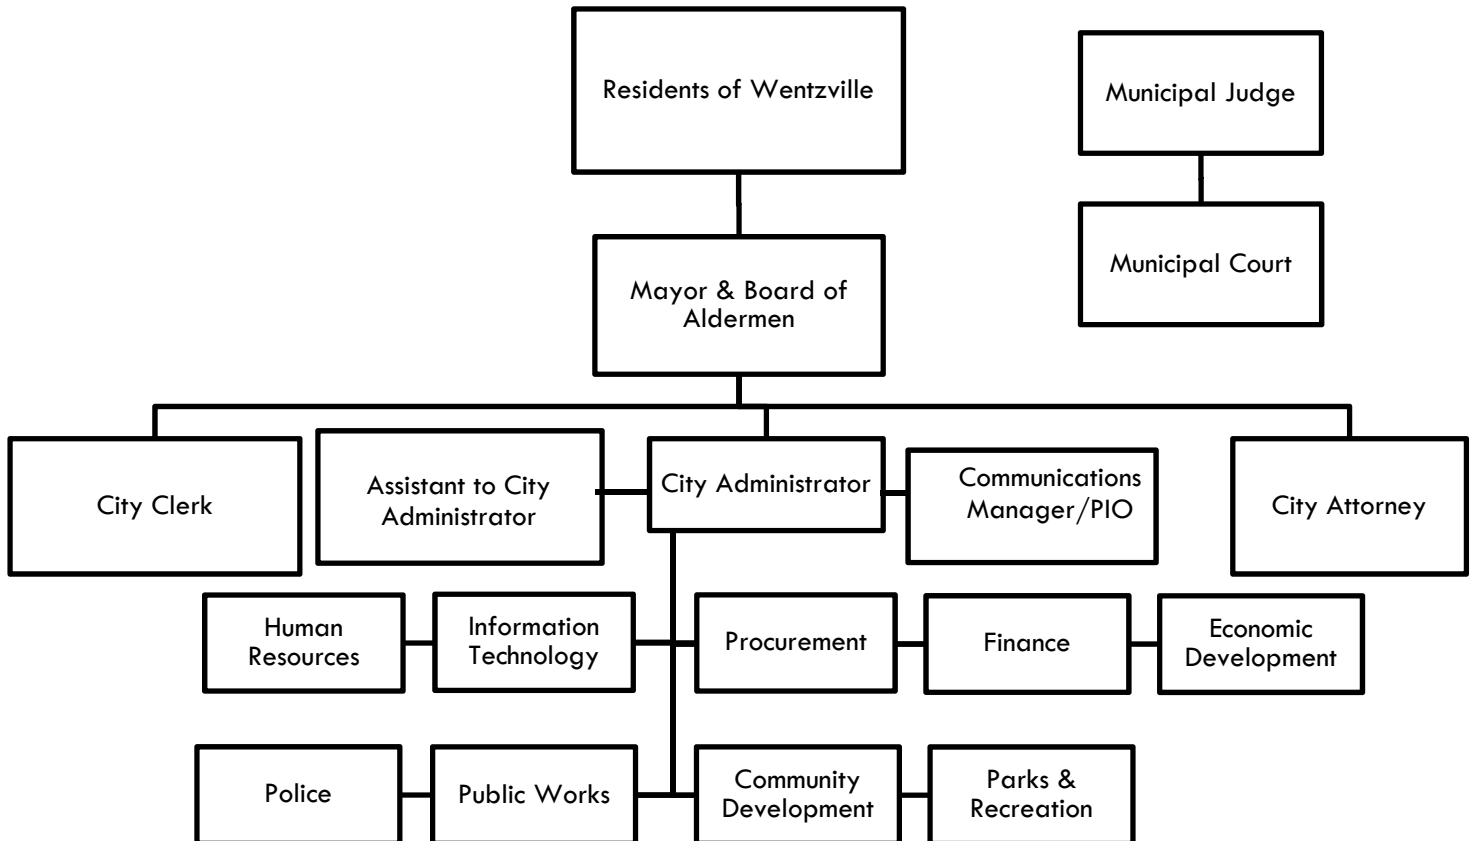 Residents of Wentzville
Municipal Judge
Municipal Court
Mayor & Board of
Aldermen
City Clerk
Assistant to City
Administrator
City Administrator
Communications
Manager/PIO
City Attorney
Human
Resources
Information
Technology
Procurement
Finance
Economic
Development
Police
Public Works
Community
Development
Parks &
Recreation